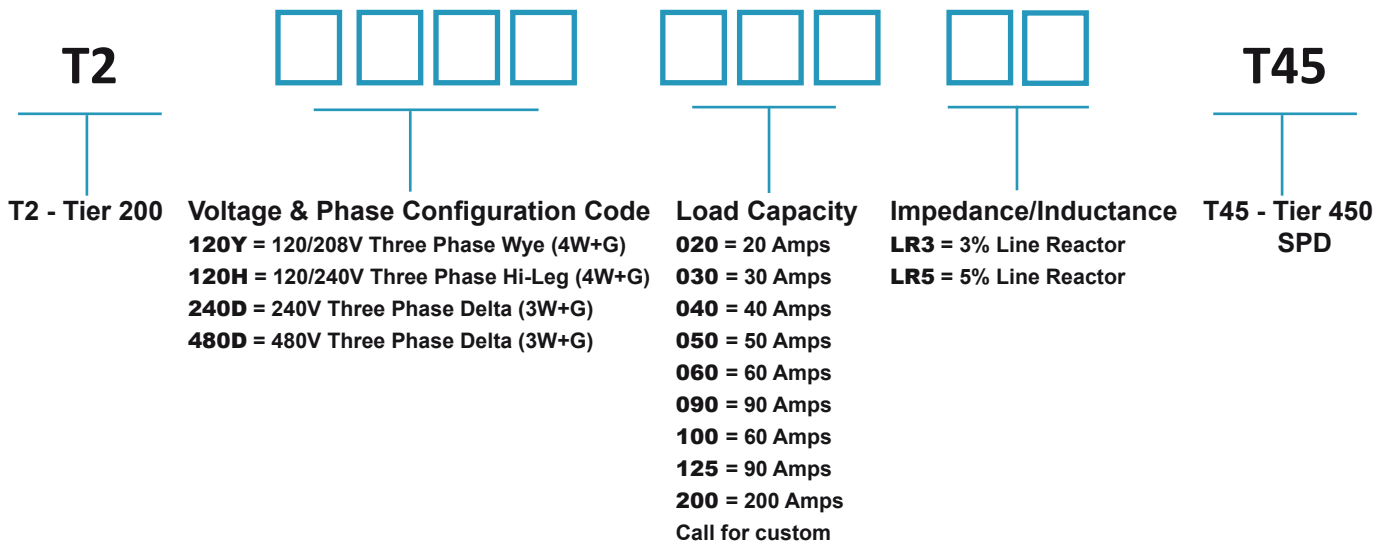 T2
T45
T2 - Tier 200
Voltage & Phase Configuration Code
120Y = 120/208V Three Phase Wye (4W+G)
120H = 120/240V Three Phase Hi-Leg (4W+G)
240D = 240V Three Phase Delta (3W+G)
480D = 480V Three Phase Delta (3W+G)
Load Capacity
020 = 20 Amps
030 = 30 Amps
040 = 40 Amps
050 = 50 Amps
060 = 60 Amps
090 = 90 Amps
100 = 60 Amps
125 = 90 Amps
200 = 200 Amps
Call for custom
Impedance/Inductance
LR3 = 3% Line Reactor
LR5 = 5% Line Reactor
T45 - Tier 450
SPD